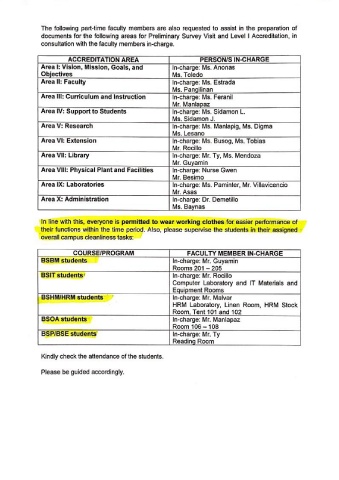 The following part-time faculty members are also requested to assist in the preparation of
documents for the following areas for Preliminary Survey Visit and Level I Accreditation, in
consultation with the faculty members in-charge.
ACCREDITATION AREA PERSON/S IN-CHARGE
Area I: Vision, Mission, Goals, and Objectives In-charge: Ms. Anonas
Ms. Toledo
Area II: Faculty In-charge: Ms. Estrada
Ms. Pangilinan
Area III: Curriculum and Instruction In-charge: Ms. Feranil
Mr. Manlapaz
Area IV: Support to Students In-charge: Ms. Sidamon L.
Ms. Sidamon J.
Area V: Research In-charge: Ms. Manlapig, Ms. Digma
Ms. Lesano
Area VI: Extension In-charge: Ms. Busog, Ms. Tobias
Mr. Rocillo
Area VII: Library In-charge: Mr. Ty, Ms. Mendoza
Mr. Guyamin
Area VIII: Physical Plant and Facilities In-charge: Nurse Gwen
Mr. Besimo
Area IX: Laboratories In-charge: Ms. Paminter, Mr. Villavicencio
Mr. Asas
Area X: Administration In-charge: Dr. Demetillo
Ms. Baynas
In line with this, everyone is permitted to wear working clothes for easier performance of
their functions within the time period. Also, please supervise the students in their assigned
overall campus cleanliness tasks:
COURSE/PROGRAM FACULTY MEMBER IN-CHARGE
BSBM students In-charge: Mr. Guyamin
Rooms 201 – 205
BSIT students In-charge: Mr. Rocillo
Computer Laboratory and IT Materials and
Equipment Rooms
BSHM/HRM students In-charge: Mr. Malvar
HRM Laboratory, Linen Room, HRM Stock
Room, Tent 101 and 102
BSOA students In-charge: Mr. Manlapaz
Room 106 – 108
BSP/BSE students In-charge: Mr. Ty
Reading Room
Kindly check the attendance of the students.
Please be guided accordingly.